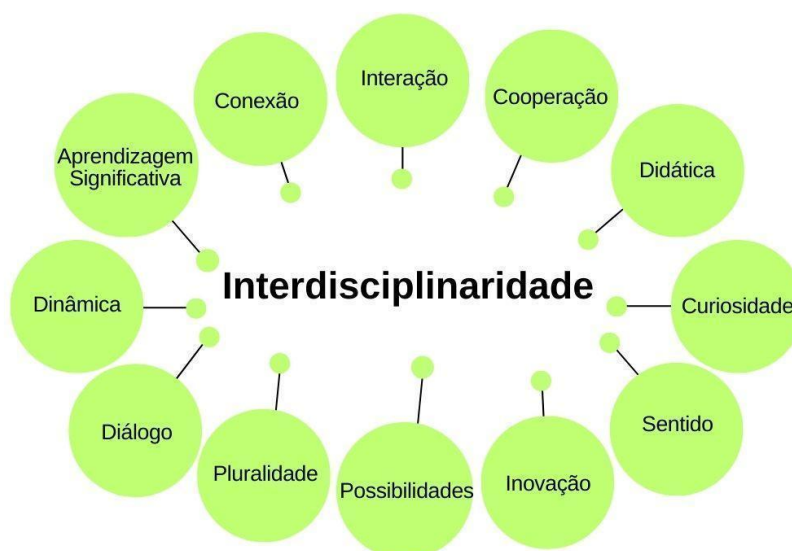 Interação
Conexão
Cooperação
Aprendizagem
Significativa
Didática
Interdisciplinaridade
Dinâmica
Curiosidade
Diálogo
Sentido
Pluralidade
Possibilidades
Inovação